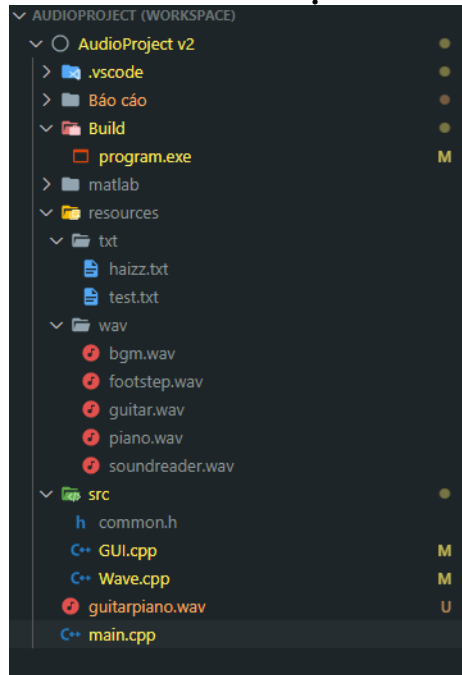 AUDIOPROJECT (WORKSPACE)
AudioProject v2
.vscode
Báo cáo
Build
program.exe M
matlab
resources
txt
haizz.txt
test.txt
wav
bgm.wav
footstep.wav
guitar.wav
piano.wav
soundreader.wav
src
h common.h
C++ GUI.cpp M
C++ Wave.cpp M
guitarpiano.wav U
C++ main.cpp